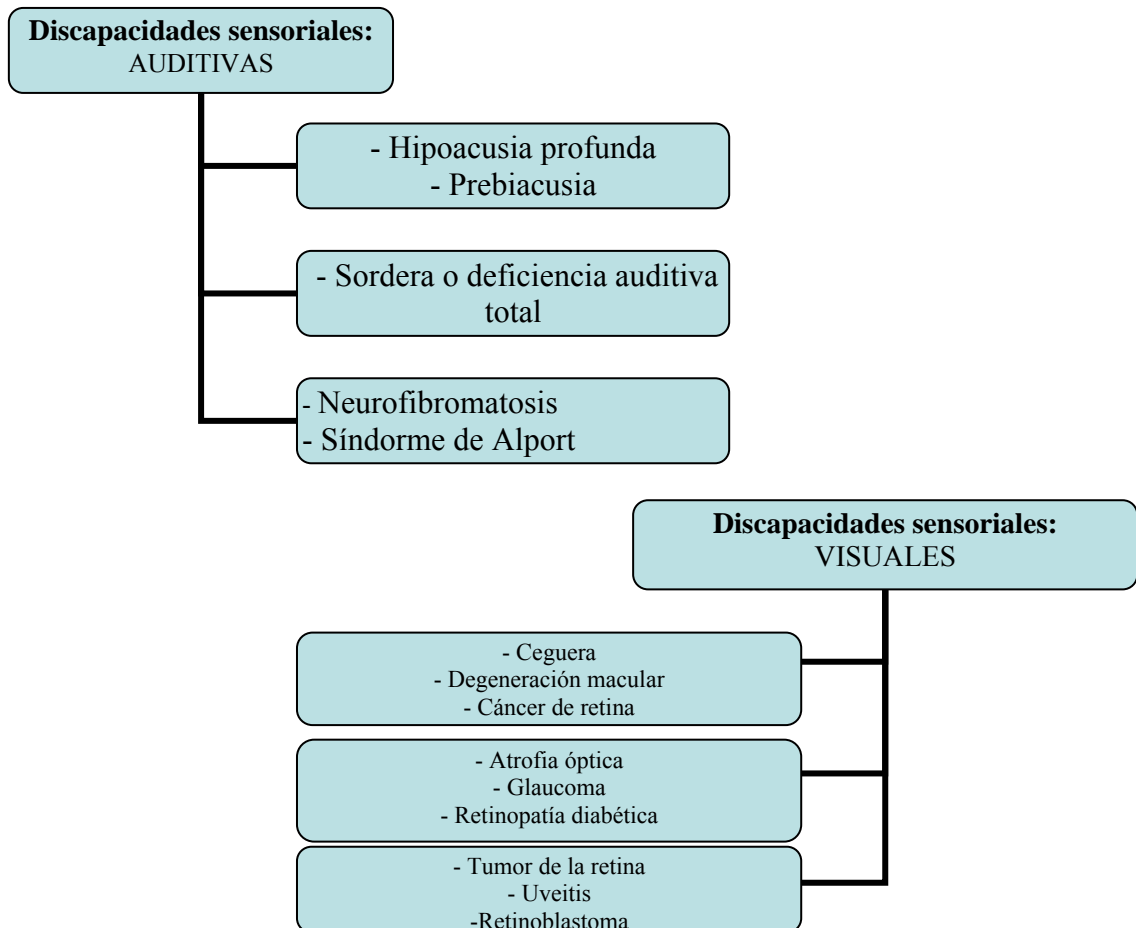 Discapacidades sensoriales:
AUDITIVAS
- Hipoacusia profunda
- Prebiacusia
- Sordera o deficiencia auditiva
total
- Neurofibromatosis
- Síndorme de Alport
Discapacidades sensoriales:
VISUALES
- Ceguera
- Degeneración macular
- Cáncer de retina
- Atrofia óptica
- Glaucoma
- Retinopatía diabética
- Tumor de la retina
- Uveitis
-Retinoblastoma